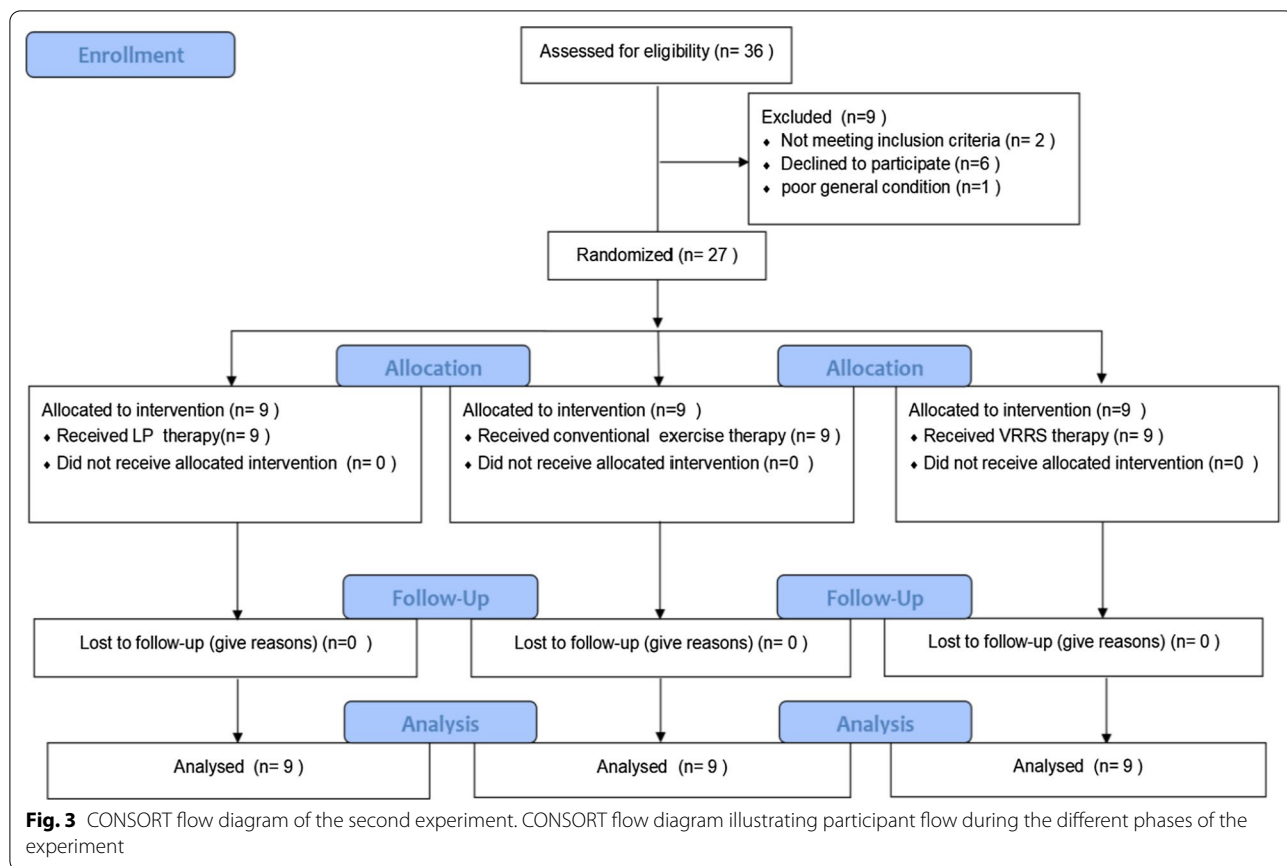 Enrollment
Assessed for eligibility (n= 36 )
Excluded (n=9 )
♦ Not meeting inclusion criteria (n= 2 )
♦ Declined to participate (n=6 )
♦ poor general condition (n=1 )
Randomized (n= 27 )
Allocation
Allocation
Allocated to intervention (n= 9 )
♦ Received LP therapy(n= 9 )
♦ Did not receive allocated intervention (n= 0 )
Allocated to intervention (n=9 )
♦ Received conventional exercise therapy (n= 9 )
♦ Did not receive allocated intervention (n=0 )
Allocated to intervention (n=9 )
♦ Received VRRS therapy (n= 9 )
♦ Did not receive allocated intervention (n=0 )
Follow-Up
Follow-Up
Lost to follow-up (give reasons) (n=0 )
Lost to follow-up (give reasons) (n= 0 )
Lost to follow-up (give reasons) (n= 0 )
Analysis
Analysis
Analysed (n= 9 )
Analysed (n= 9 )
Analysed (n= 9 )
Fig. 3 CONSORT flow diagram of the second experiment. CONSORT flow diagram illustrating participant flow during the different phases of the
experiment